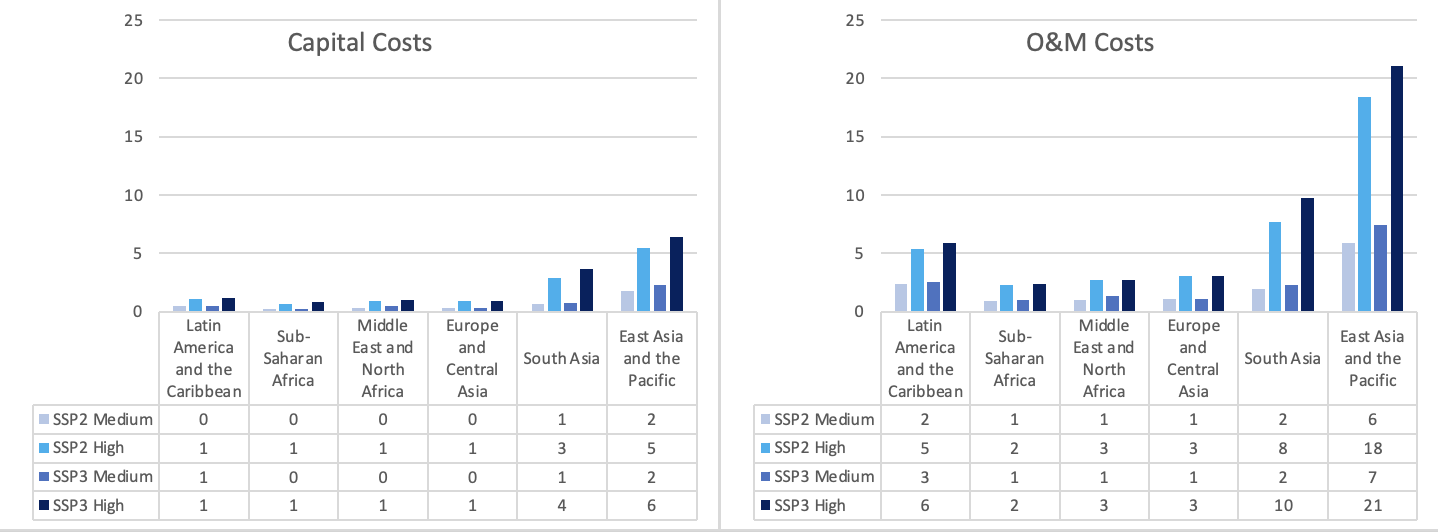 Capital Costs
25
20
15
10
5
0
Latin America and the Caribbean
Sub-Saharan Africa
Middle East and North Africa
Europe and Central Asia
South Asia
East Asia and the Pacific
SSP2 Medium 0 0 0 0 1 2
SSP2 High 1 1 1 1 3 5
SSP3 Medium 1 0 0 0 1 2
SSP3 High 1 1 1 1 4 6
O&M Costs
25
20
15
10
5
0
Latin America and the Caribbean
Sub-Saharan Africa
Middle East and North Africa
Europe and Central Asia
South Asia
East Asia and the Pacific
SSP2 Medium 2 1 1 1 2 6
SSP2 High 5 2 3 3 8 18
SSP3 Medium 3 1 1 1 2 7
SSP3 High 6 2 3 3 10 21